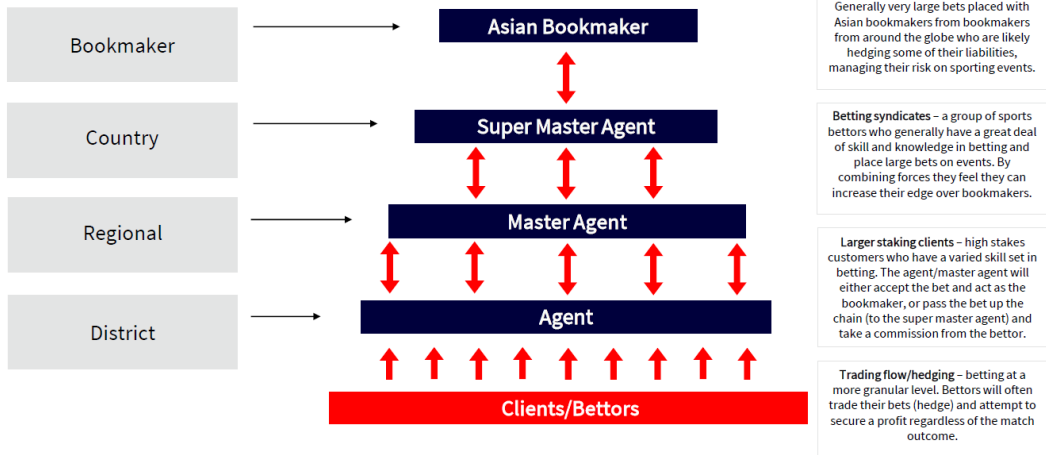 Bookmaker
Asian Bookmaker
Generally very large bets placed with
Asian bookmakers from bookmakers
from around the globe who are likely
hedging some of their liabilities,
managing their risk on sporting events.
Country
Super Master Agent
Betting syndicates – a group of sports
bettors who generally have a great deal
of skill and knowledge in betting and
place large bets on events. By
combining forces they feel they can
increase their edge over bookmakers.
Regional
Master Agent
Larger staking clients – high stakes
customers who have a varied skill set in
betting. The agent/master agent will
either accept the bet and act as the
bookmaker, or pass the bet up the
chain (to the super master agent) and
take a commission from the bettor.
District
Agent
Trading flow/hedging – betting at a
more granular level. Bettors will often
trade their bets (hedge) and attempt to
secure a profit regardless of the match
outcome.
Clients/Bettors